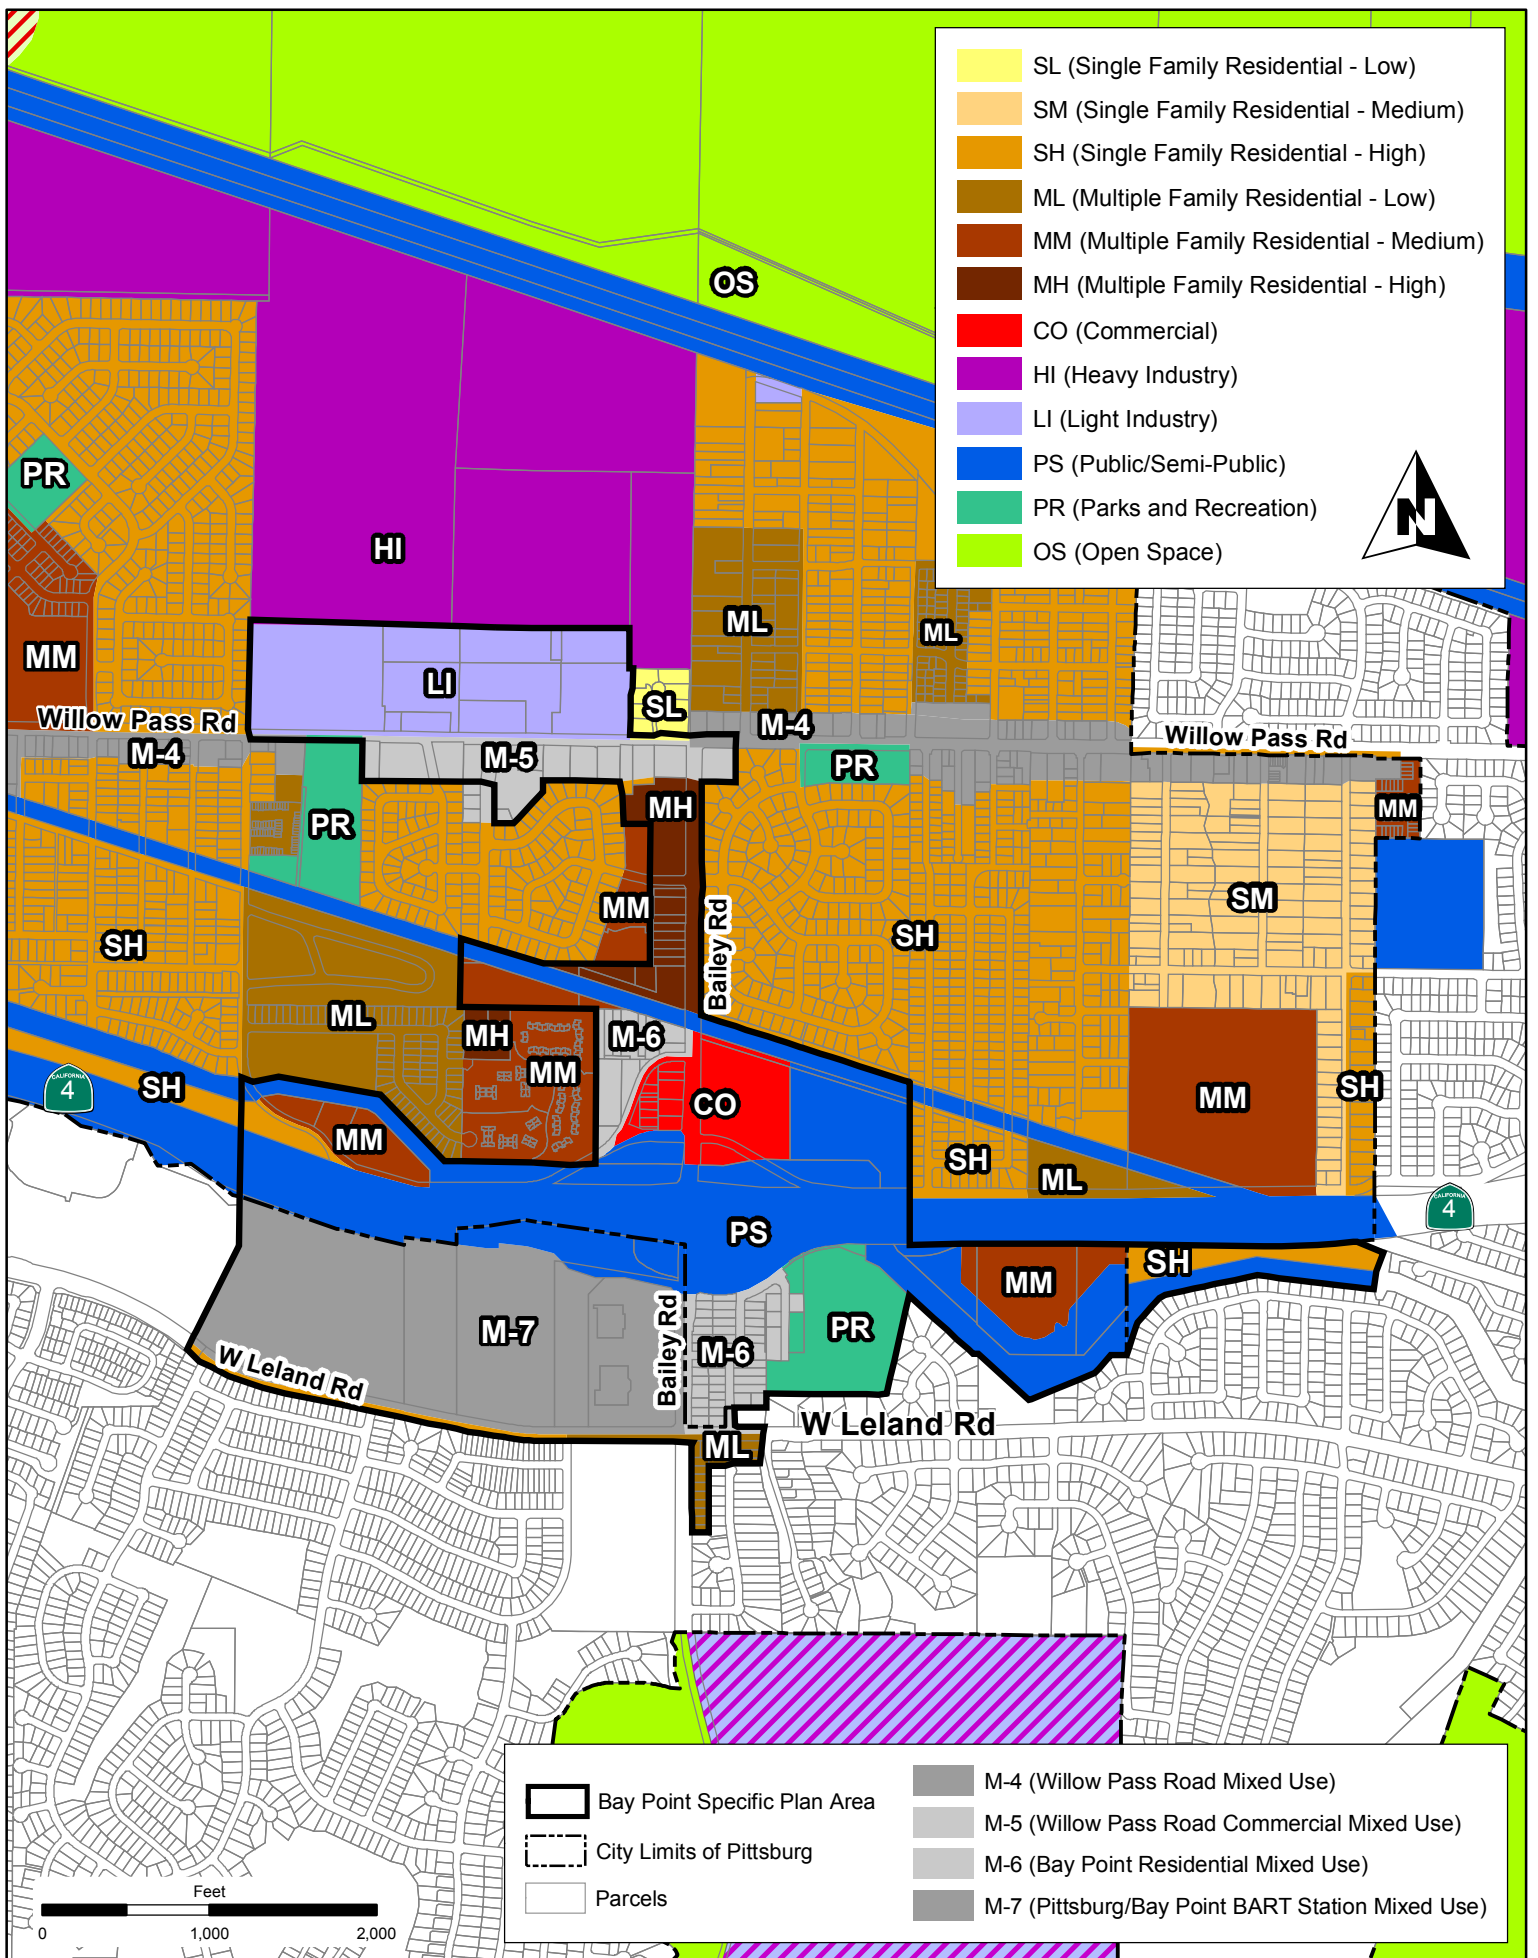 SL (Single Family Residential - Low)
SM (Single Family Residential - Medium)
SH (Single Family Residential - High)
ML (Multiple Family Residential - Low)
MM (Multiple Family Residential - Medium)
MH (Multiple Family Residential - High)
CO (Commercial)
HI (Heavy Industry)
LI (Light Industry)
PS (Public/Semi-Public)
PR (Parks and Recreation)
OS (Open Space)
N
OS
PR
HI
ML
ML
MM
LI
SL
Willow Pass Rd
M-4
Willow Pass Rd
M-4
M-5
PR
MH
MM
PR
SM
MM
SH
SH
Bailey Rd
ML
MH
M-6
MM
CALIFORNIA
4
SH
CO
MM
SH
MM
SH
ML
CALIFORNIA
4
PS
SH
MM
M-7
Bailey Rd
PR
M-6
W Leland Rd
W Leland Rd
ML
Bay Point Specific Plan Area
City Limits of Pittsburg
Parcels
M-4 (Willow Pass Road Mixed Use)
M-5 (Willow Pass Road Commercial Mixed Use)
M-6 (Bay Point Residential Mixed Use)
M-7 (Pittsburg/Bay Point BART Station Mixed Use)
Feet
0 1,000 2,000